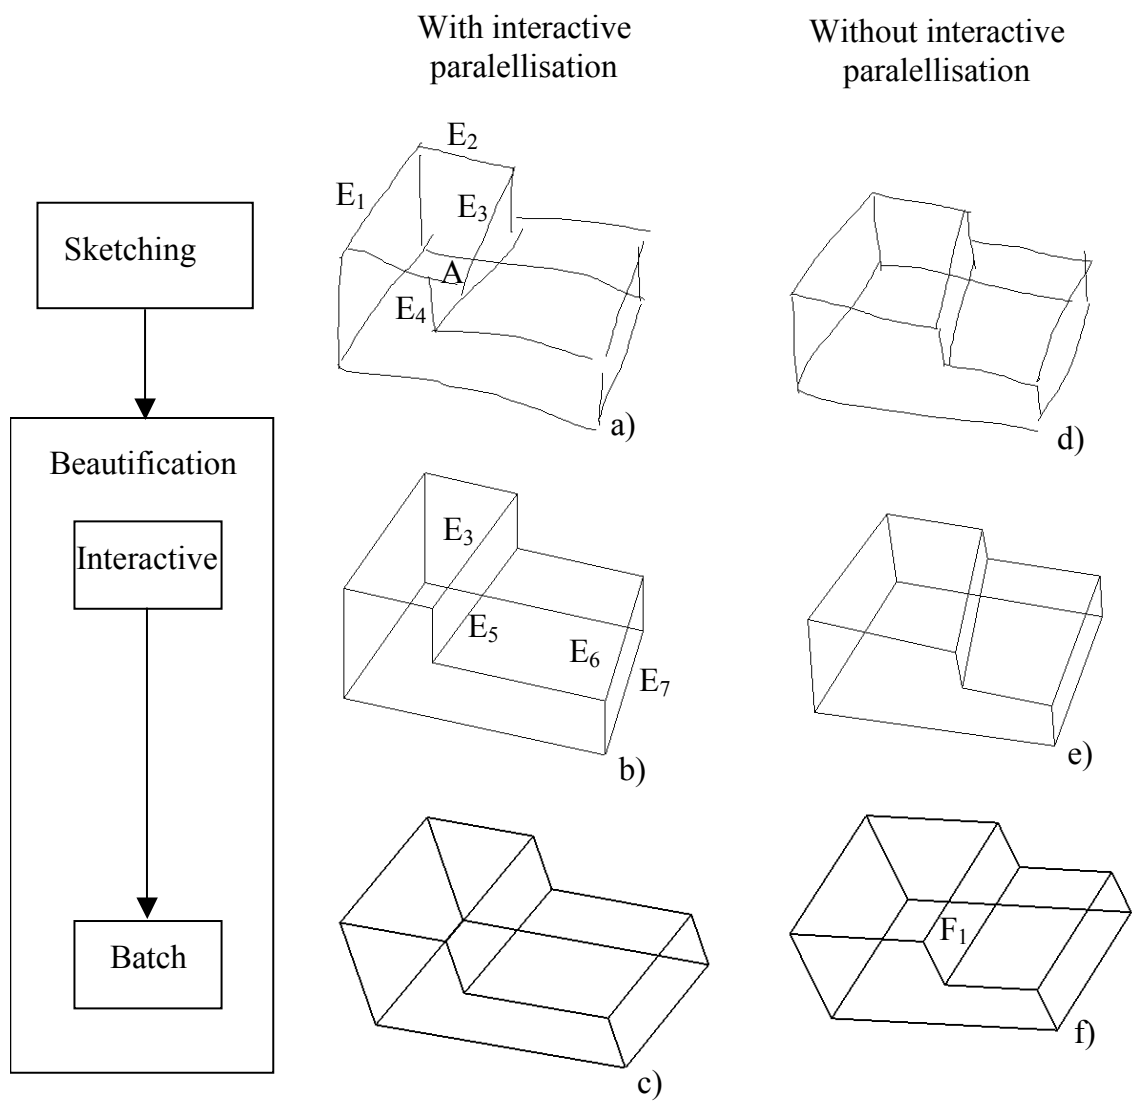 With interactive
paralellisation
Without interactive
paralellisation
Sketching
Beautification
Interactive
Batch
E2
E1
E3
A
E4
a)
d)
E3
E5
E6
E7
b)
e)
F1
c)
f)